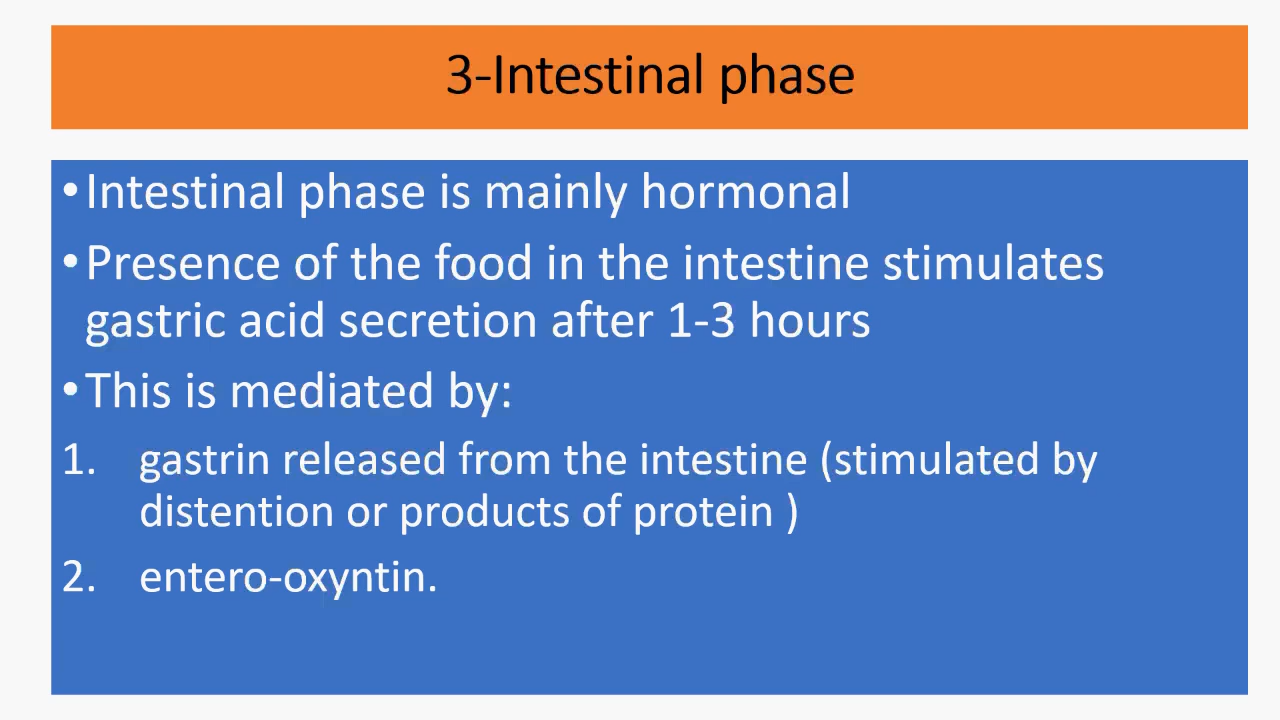 3-Intestinal phase
•Intestinal phase is mainly hormonal
•Presence of the food in the intestine stimulates
gastric acid secretion after 1-3 hours
•This is mediated by:
1. gastrin released from the intestine (stimulated by
distention or products of protein )
2. entero-oxyntin.